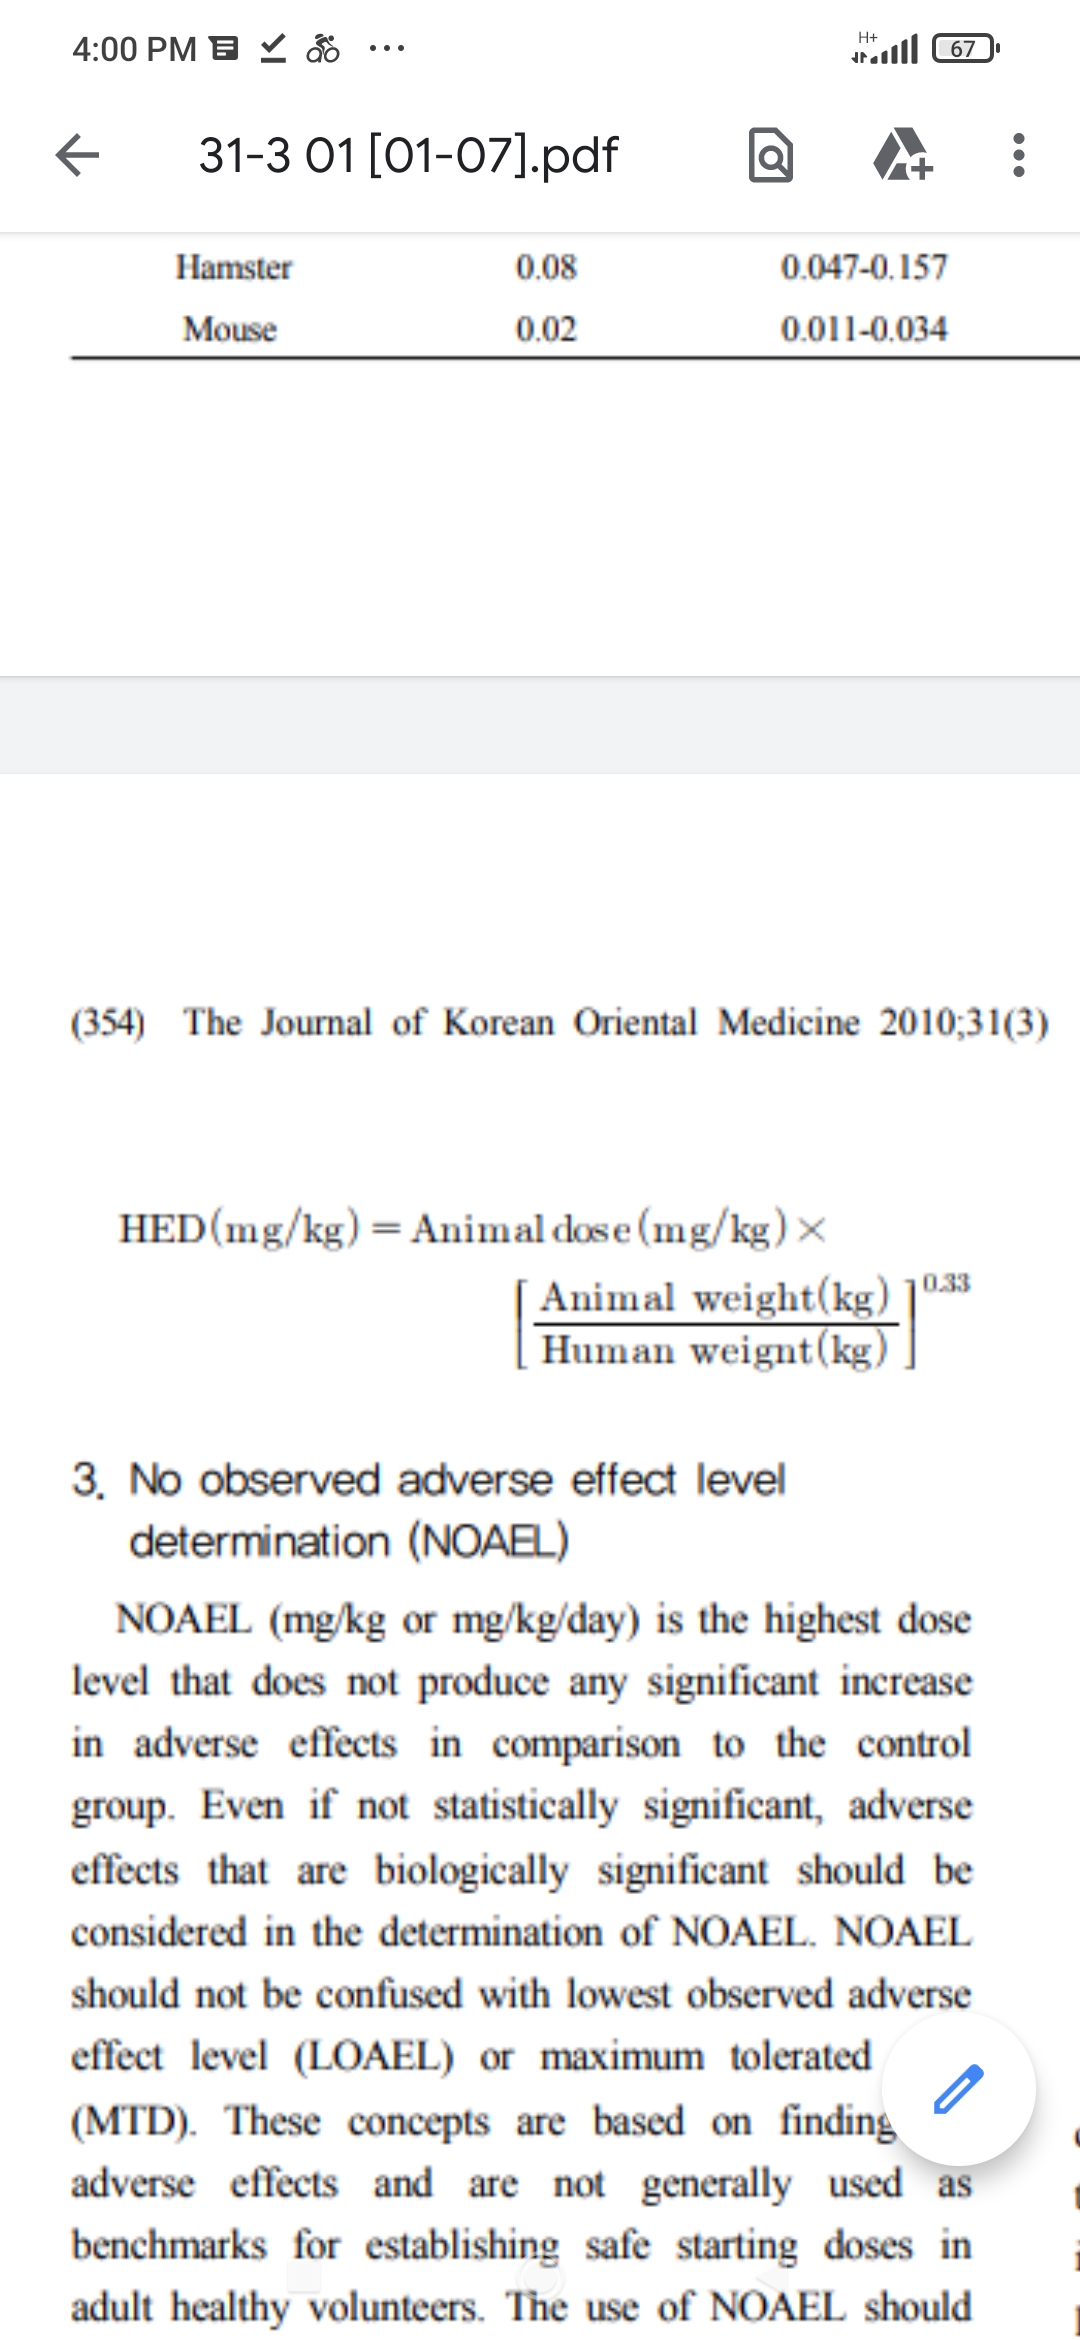 4:00 PM
H+
67
31-3 01 [01-07].pdf
Hamster 0.08 0.047-0.157
Mouse 0.02 0.011-0.034
(354) The Journal of Korean Oriental Medicine 2010;31(3)
HED(mg/kg) = Animal dose(mg/kg) ×
[ Animal weight(kg) ] 0.33
Human weignt(kg)
3. No observed adverse effect level
determination (NOAEL)
NOAEL (mg/kg or mg/kg/day) is the highest dose
level that does not produce any significant increase
in adverse effects in comparison to the control
group. Even if not statistically significant, adverse
effects that are biologically significant should be
considered in the determination of NOAEL. NOAEL
should not be confused with lowest observed adverse
effect level (LOAEL) or maximum tolerated
(MTD). These concepts are based on finding
adverse effects and are not generally used as
benchmarks for establishing safe starting doses in
adult healthy volunteers. The use of NOAEL should